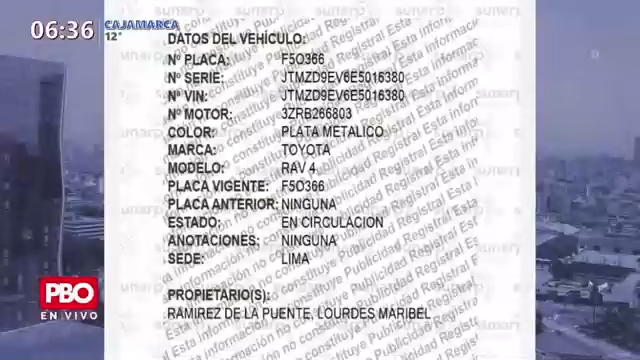 06:36
CAJAMARCA
12°
DATOS DEL VEHÍCULO:
Nº PLACA: F5O366
Nº SERIE: JTMZD9EV6E5016380
Nº VIN: JTMZD9EV6E5016380
Nº MOTOR: 3ZRB266803
COLOR: PLATA METALICO
MARCA: TOYOTA
MODELO: RAV 4
PLACA VIGENTE: F5O366
PLACA ANTERIOR: NINGUNA
ESTADO: EN CIRCULACION
ANOTACIONES: NINGUNA
SEDE: LIMA
PROPIETARIO(S):
RAMIREZ DE LA PUENTE, LOURDES MARIBEL
PBO
EN VIVO